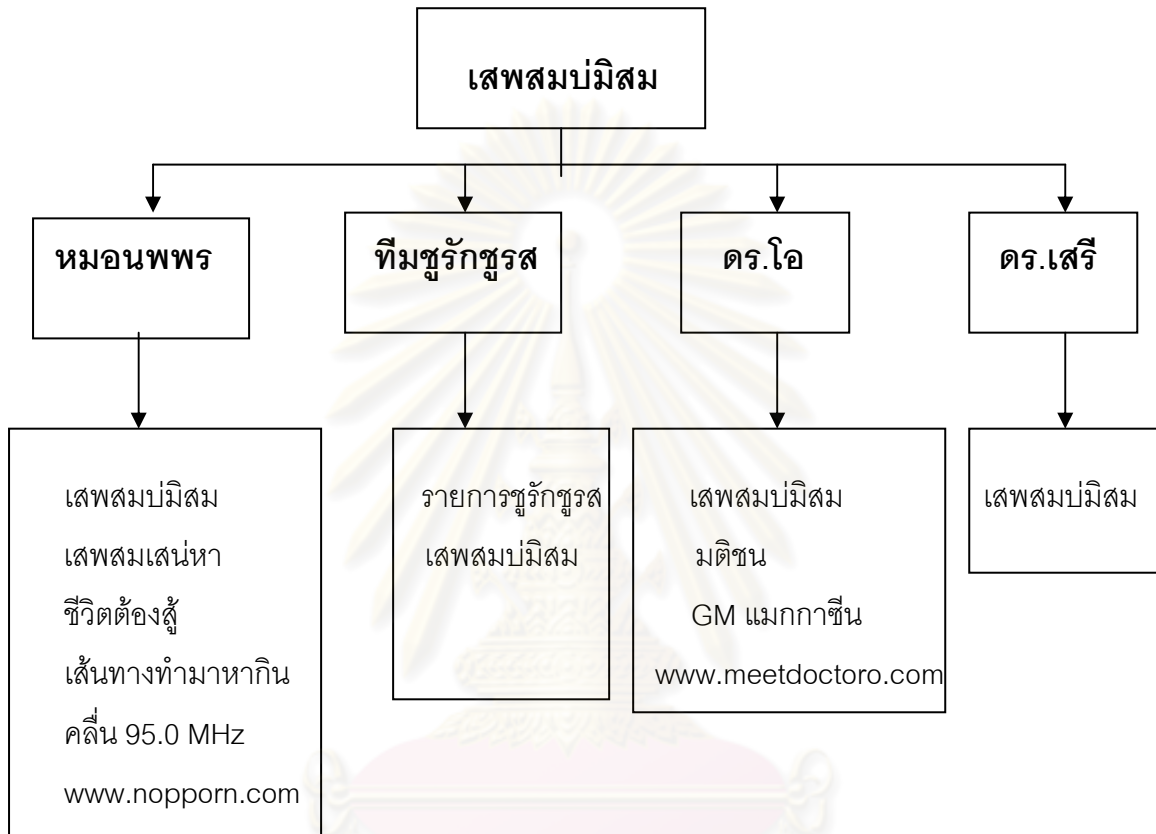 เสพสมบ่มิสม
หมอนพพร
ทีมชูรักชูรส
ดร.โอ
ดร.เสรี
เสพสมบ่มิสม
เสพสมเสน่หา
ชีวิตต้องสู้
เส้นทางทำมาหากิน
คลื่น 95.0 MHz
www.nopporn.com
รายการชูรักชูรส
เสพสมบ่มิสม
เสพสมบ่มิสม
มติชน
GM แมกกาซีน
www.meetdoctoro.com
เสพสมบ่มิสม